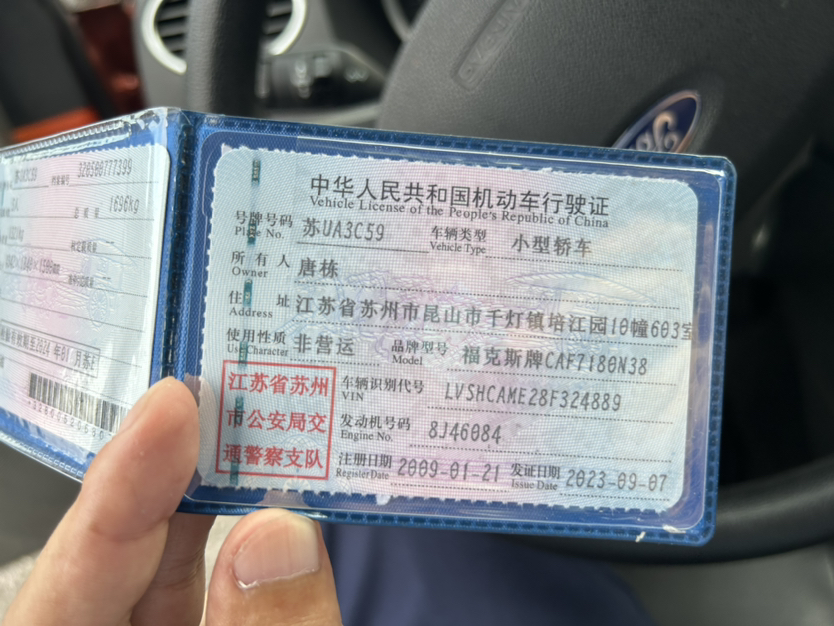 320500777399
1696kg
中华人民共和国机动车行驶证
Vehicle License of the People's Republic of China
号牌号码 苏UA3C59 车辆类型 小型轿车
Plate No. Vehicle Type
所有人 唐栋
Owner
住址 江苏省苏州市昆山市千灯镇培江园10幢603室
Address
使用性质 非营运 品牌型号 福克斯牌CAF7180N38
Use Character Model
江苏省苏州 车辆识别代号 LVSHCAME28F324889
VIN
市公安局交 发动机号码 8J46084
Engine No.
通警察支队 注册日期 2009-01-21 发证日期 2023-09-07
Register Date Issue Date